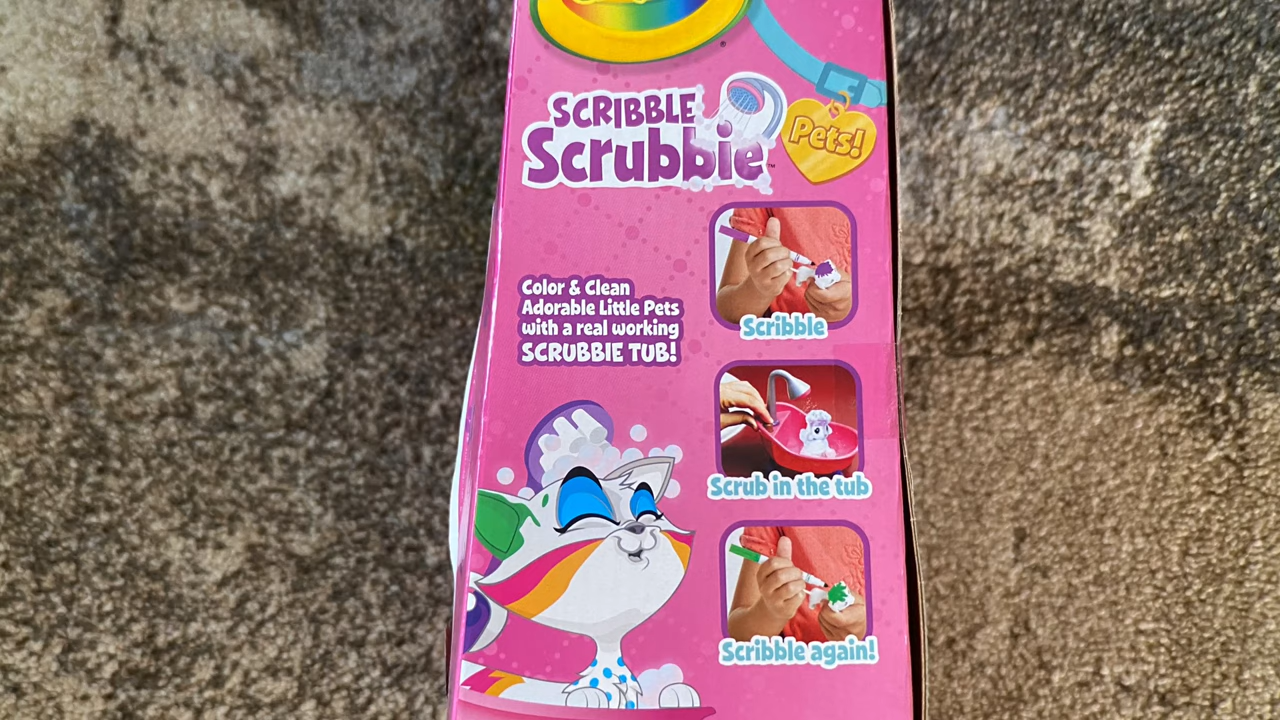 SCRIBBLE
Scrubbie™
Pets!
®
Color & Clean
Adorable Little Pets
with a real working
SCRUBBIE TUB!
Scribble
Scrub in the tub
Scribble again!